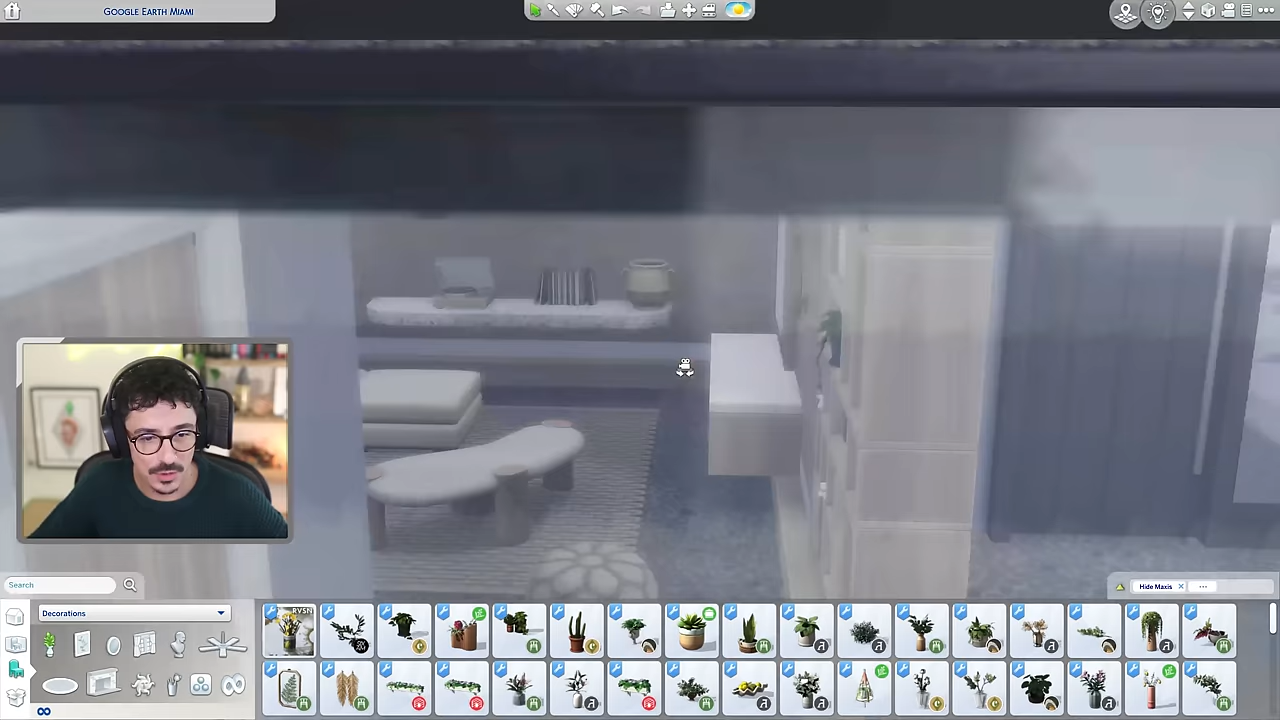 GOOGLE EARTH MIAMI
Search
Hide Maxis
Decorations
RVSN